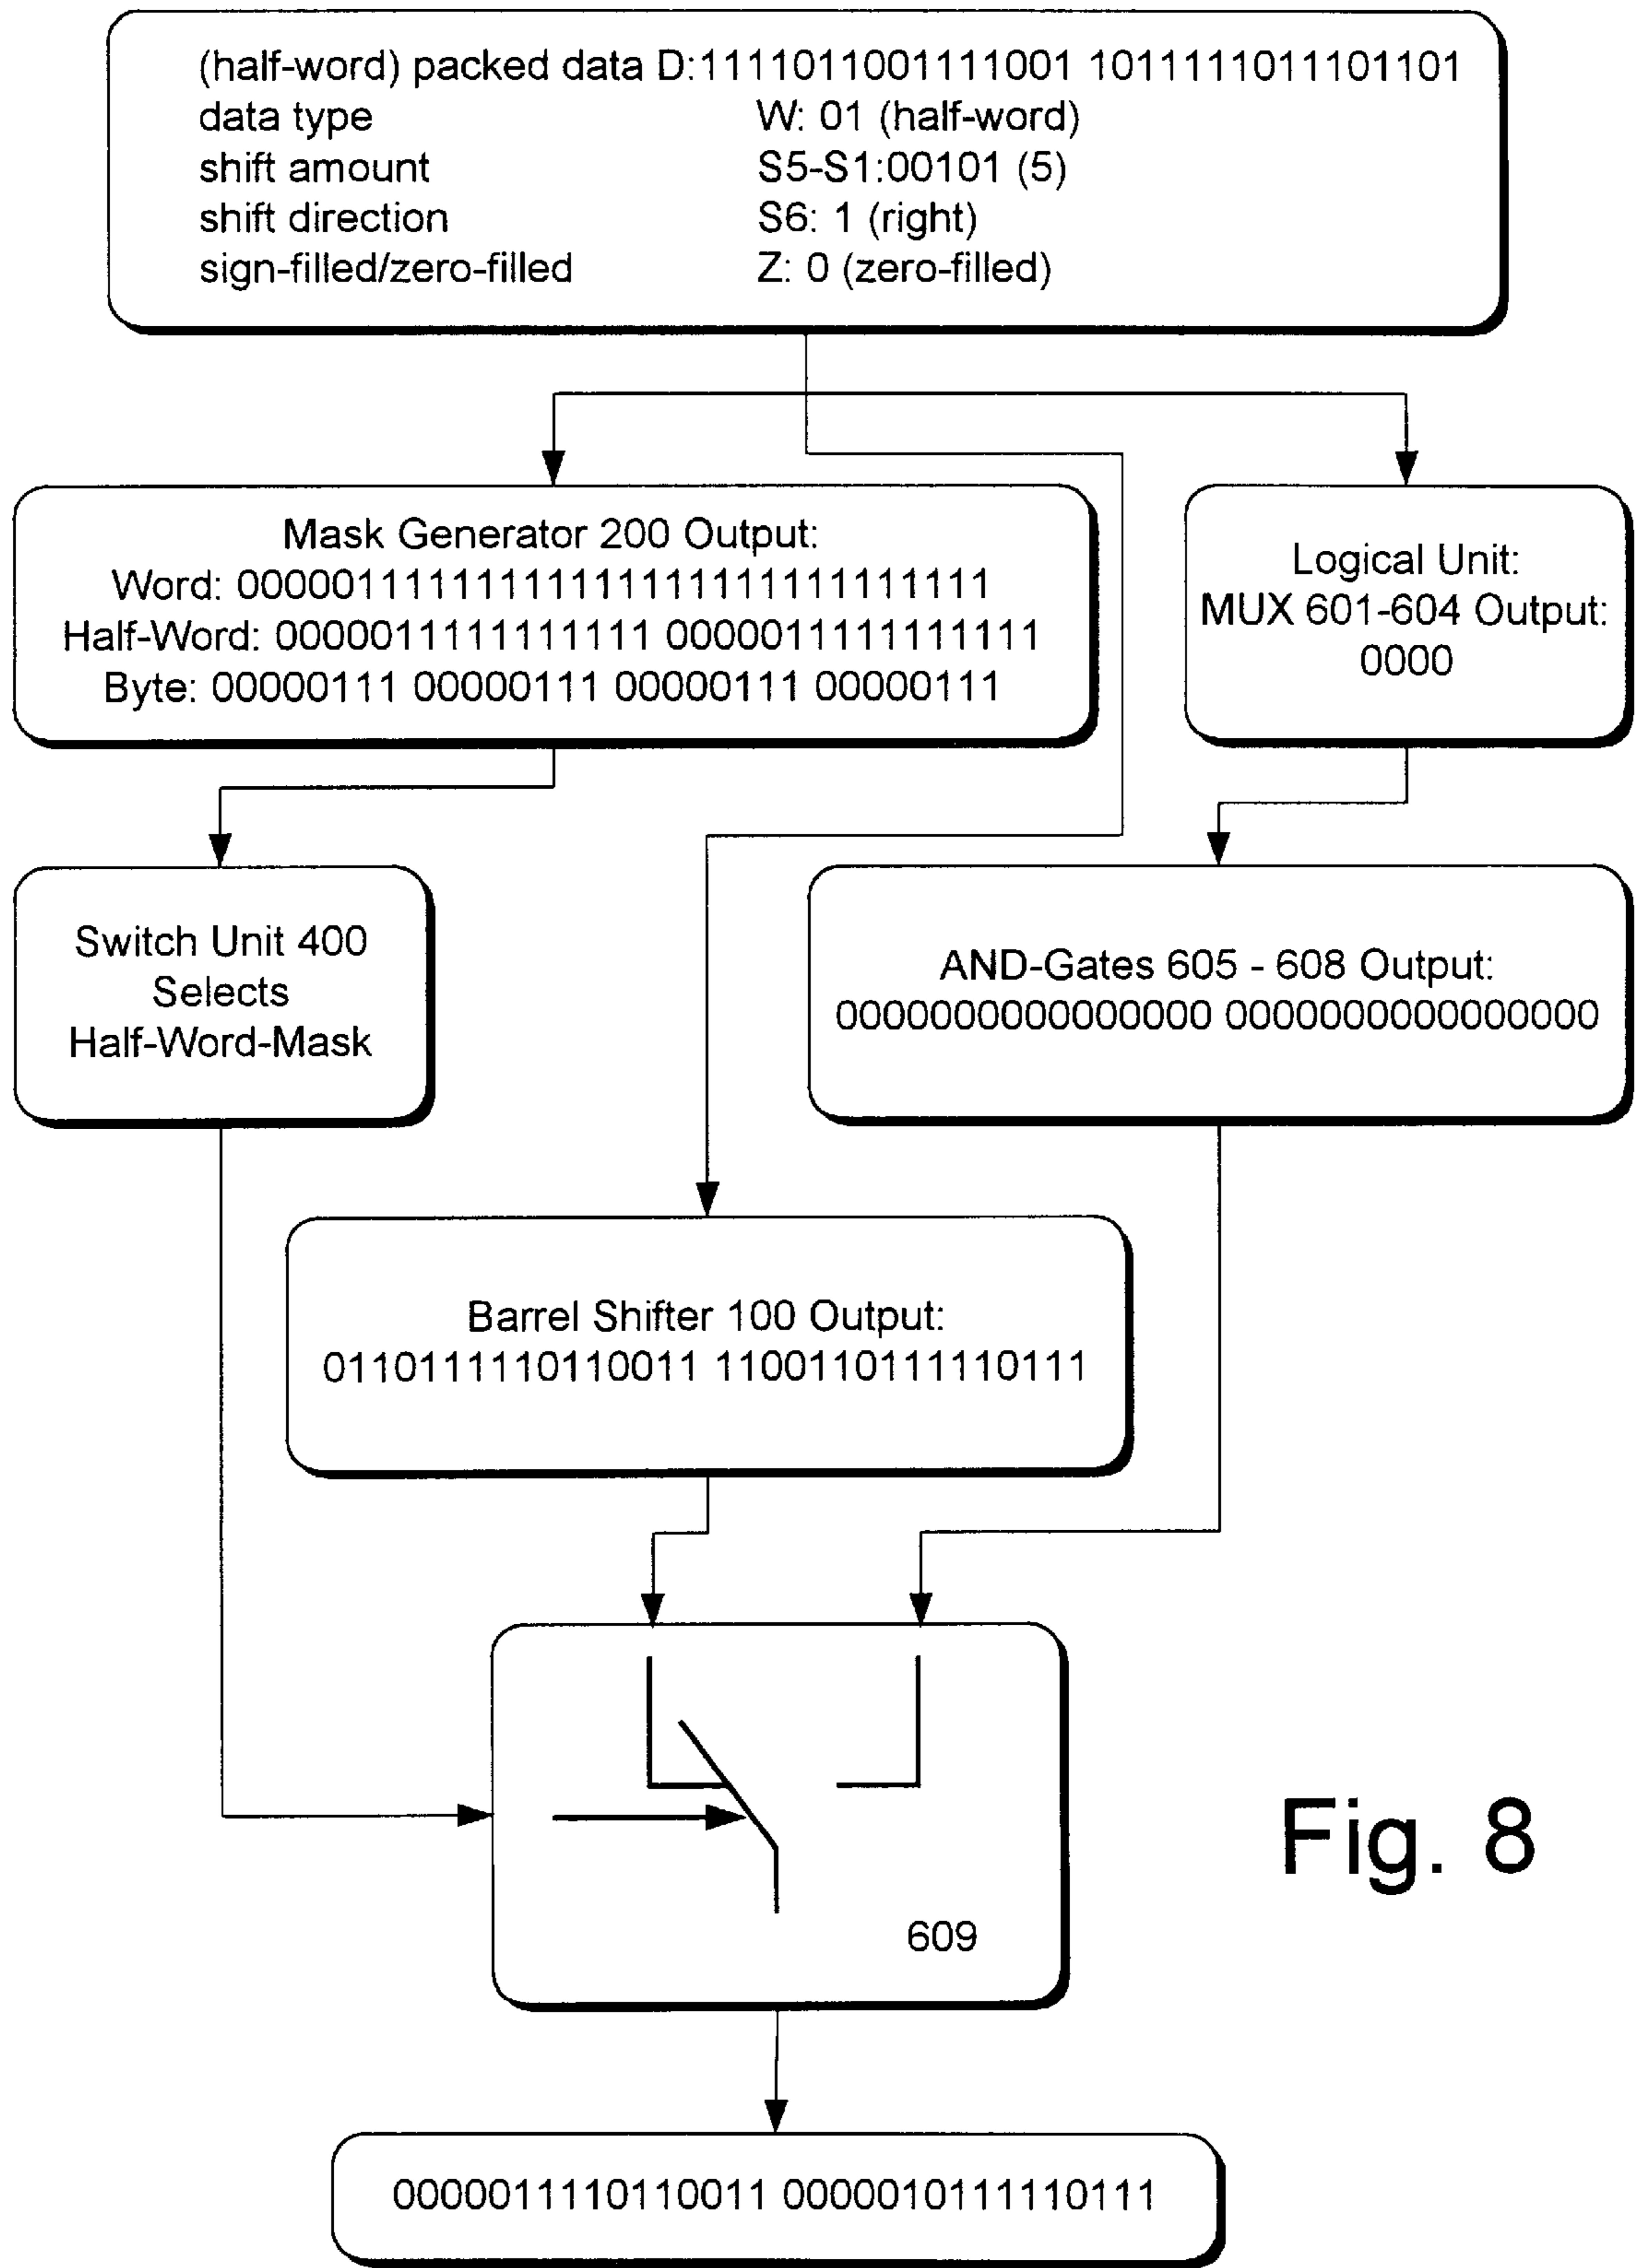 (half-word) packed data D:1111011001111001 1011111011101101
data type W: 01 (half-word)
shift amount S5-S1:00101 (5)
shift direction S6: 1 (right)
sign-filled/zero-filled Z: 0 (zero-filled)
Mask Generator 200 Output:
Word: 00000111111111111111111111111111
Half-Word: 0000011111111111 0000011111111111
Byte: 00000111 00000111 00000111 00000111
Logical Unit:
MUX 601-604 Output:
0000
Switch Unit 400
Selects
Half-Word-Mask
AND-Gates 605 - 608 Output:
0000000000000000 0000000000000000
Barrel Shifter 100 Output:
0110111110110011 1100110111110111
609
Fig. 8
0000011110110011 0000010111110111